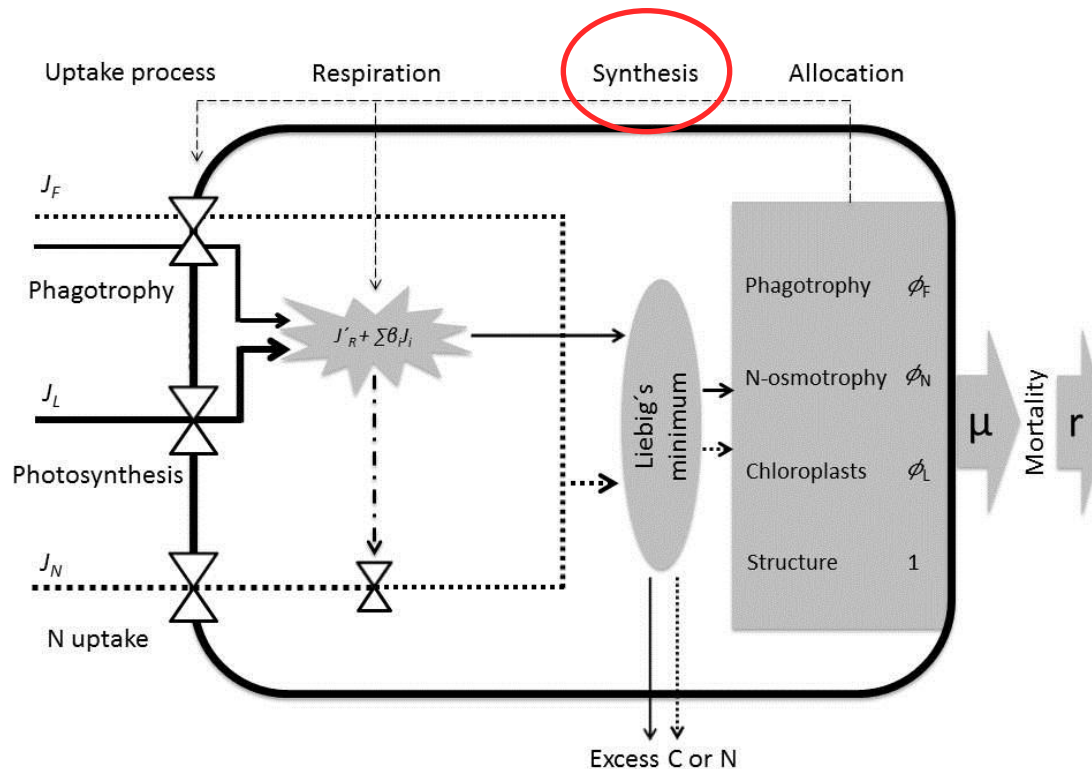 Uptake process
Respiration
Synthesis
Allocation
J_F
Phagotrophy
J_L
Photosynthesis
J_N
N uptake
J´_R + ∑β_iJ_i
Liebig´s
minimum
Phagotrophy ϕ_F
N-osmotrophy ϕ_N
Chloroplasts ϕ_L
Structure 1
μ
Mortality
r
Excess C or N